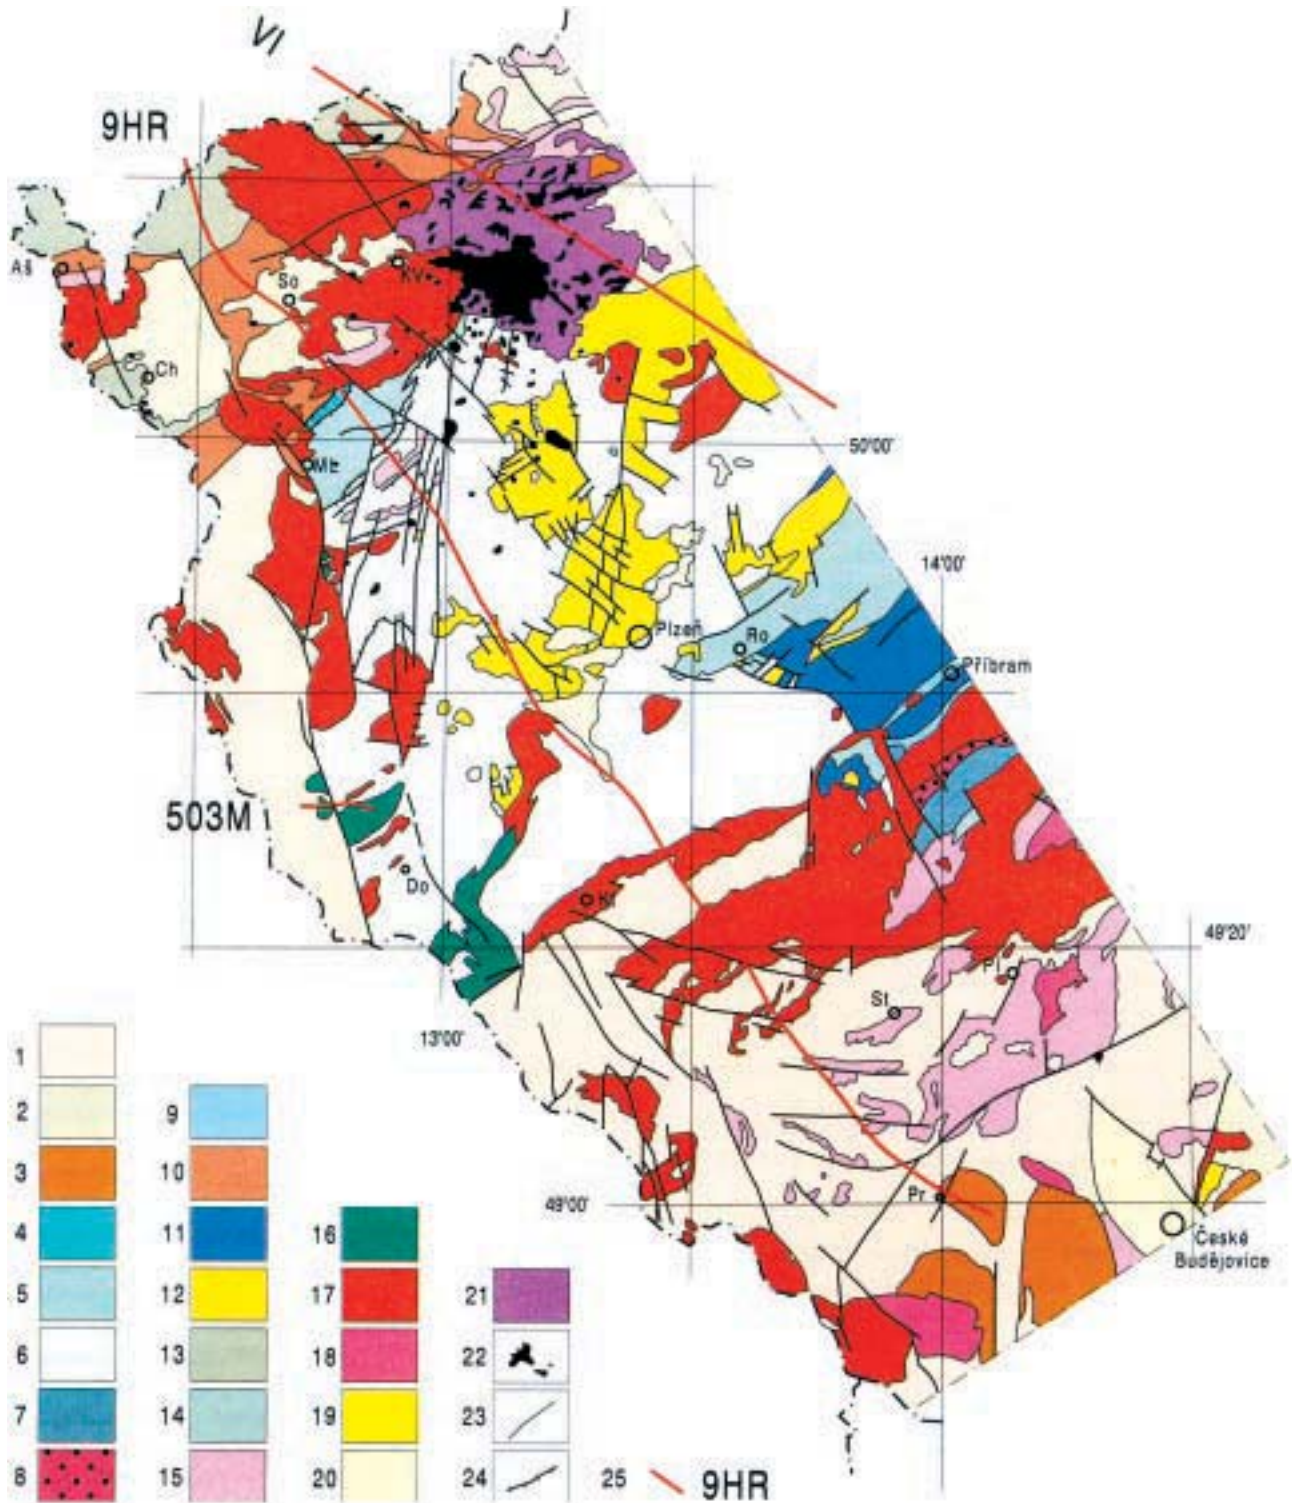 VI
9HR
Aš
So
KV
Ch
ML
50°00'
14°00'
Plzeň
Ro
Příbram
503M
Do
Kl
49°20'
Pl
St
13°00'
49°00'
Pr
České
Budějovice
1
2 9
3 10
4 11 16
5 12 17 21
6 13 18 22
7 14 19 23
8 15 20 24 25 9HR